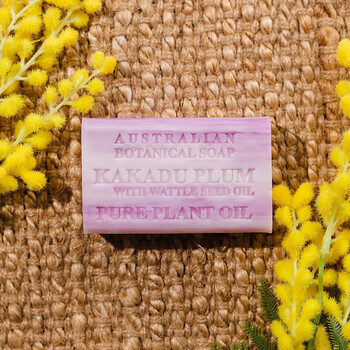 AUSTRALIAN
BOTANICAL SOAP
KAKADU PLUM
WITH WATTLE SEED OIL
PURE PLANT OIL